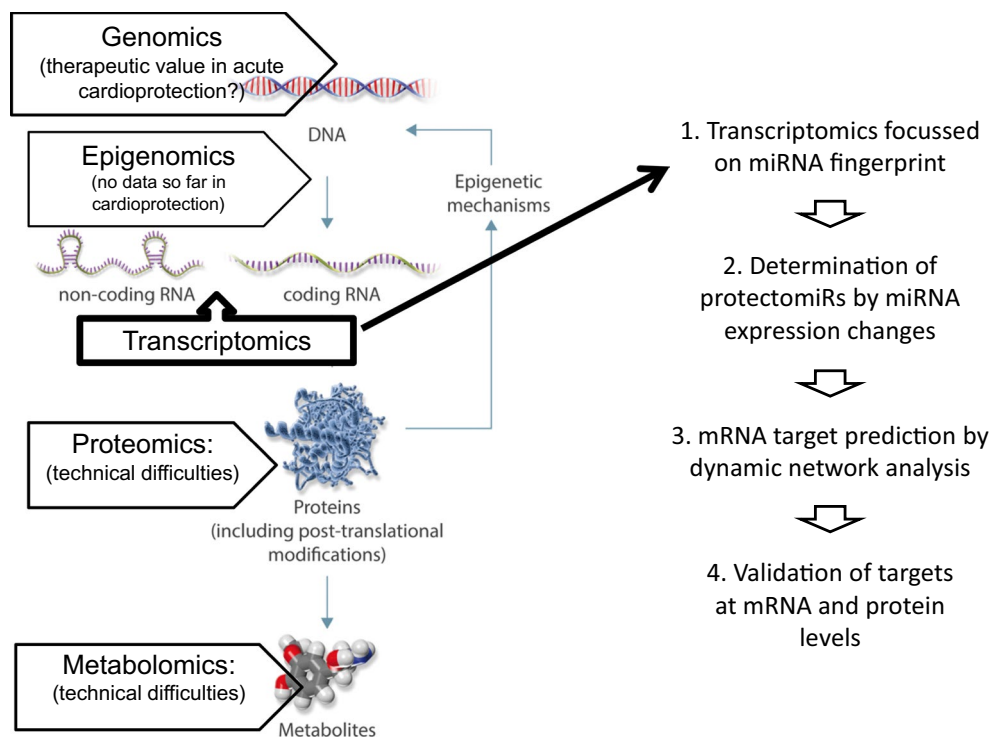 Genomics
(therapeutic value in acute
cardioprotection?)
DNA
Epigenomics
(no data so far in
cardioprotection)
Epigenetic
mechanisms
non-coding RNA
coding RNA
Transcriptomics
Proteomics:
(technical difficulties)
Proteins
(including post-translational
modifications)
Metabolomics:
(technical difficulties)
Metabolites
1. Transcriptomics focussed
on miRNA fingerprint
2. Determination of
protectomiRs by miRNA
expression changes
3. mRNA target prediction by
dynamic network analysis
4. Validation of targets
at mRNA and protein
levels